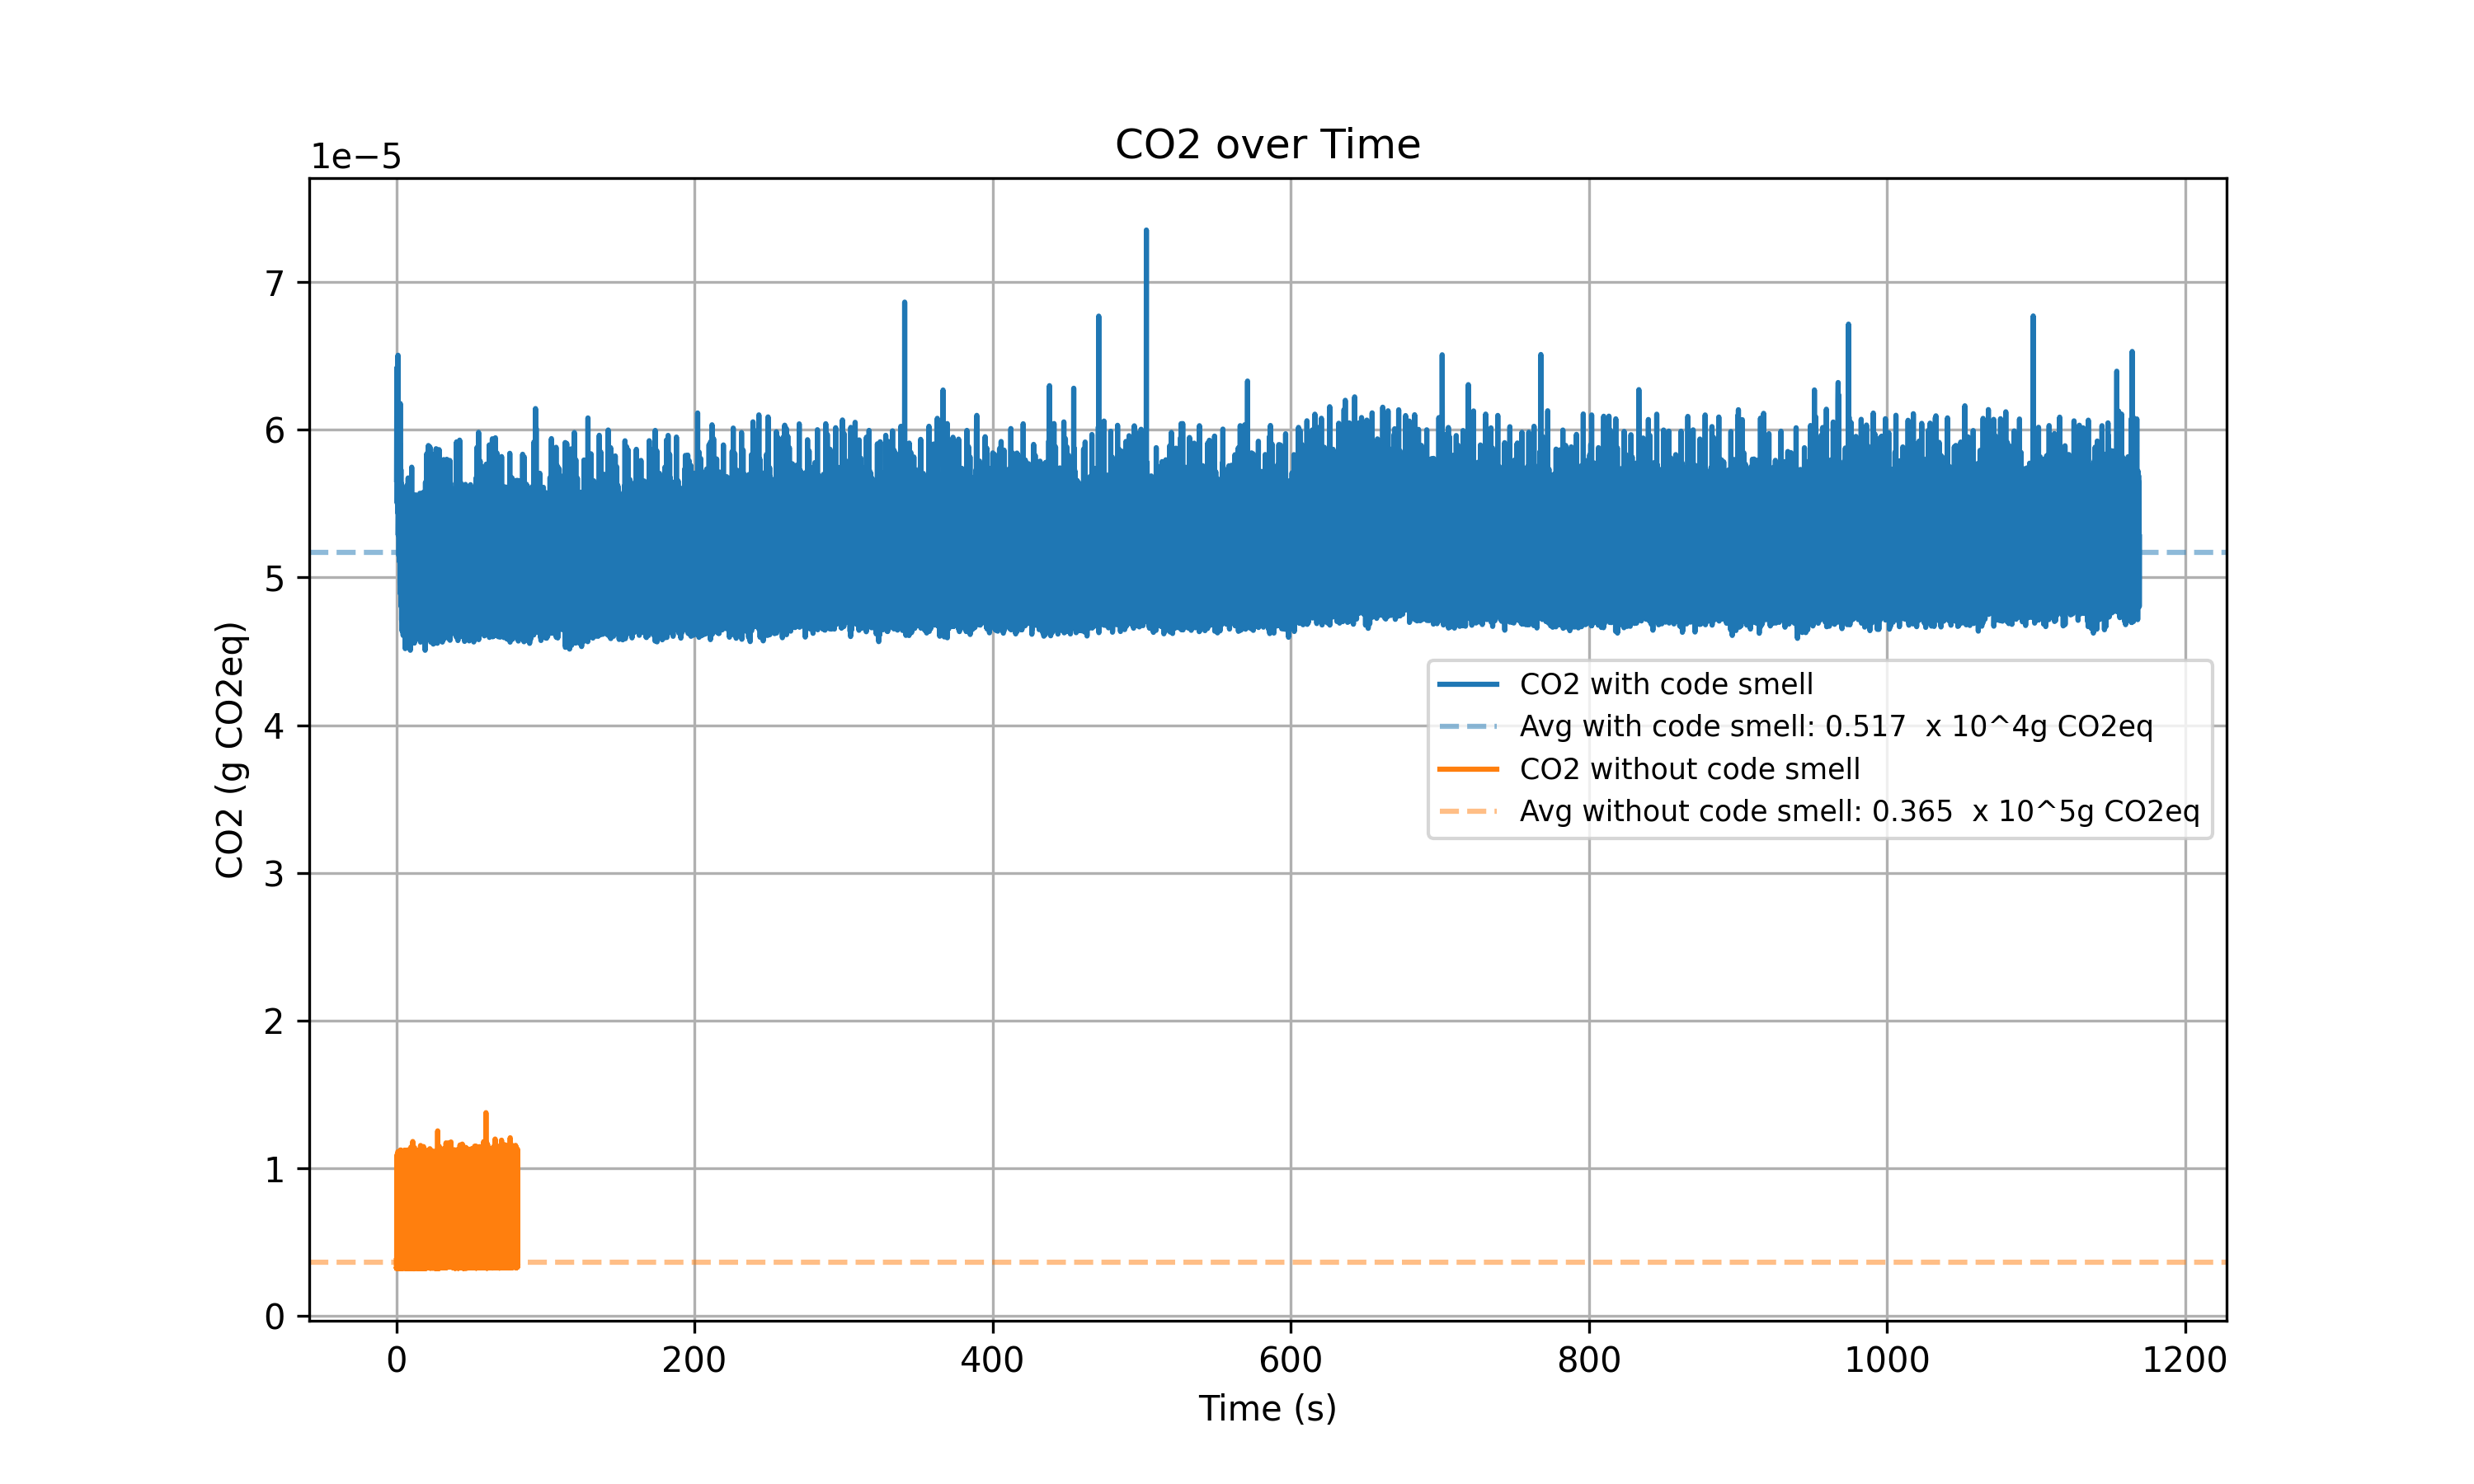 CO2 over Time
1e−5
7
6
5
4
3
2
1
0
CO2 (g CO2eq)
CO2 with code smell
Avg with code smell: 0.517  x 10^4g CO2eq
CO2 without code smell
Avg without code smell: 0.365  x 10^5g CO2eq
0 200 400 600 800 1000 1200
Time (s)